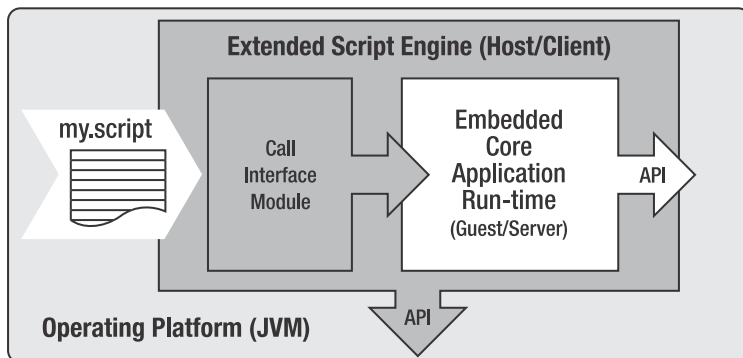 Extended Script Engine (Host/Client)
my.script
Call
Interface
Module
Embedded
Core
Application
Run-time
(Guest/Server)
API
API
Operating Platform (JVM)